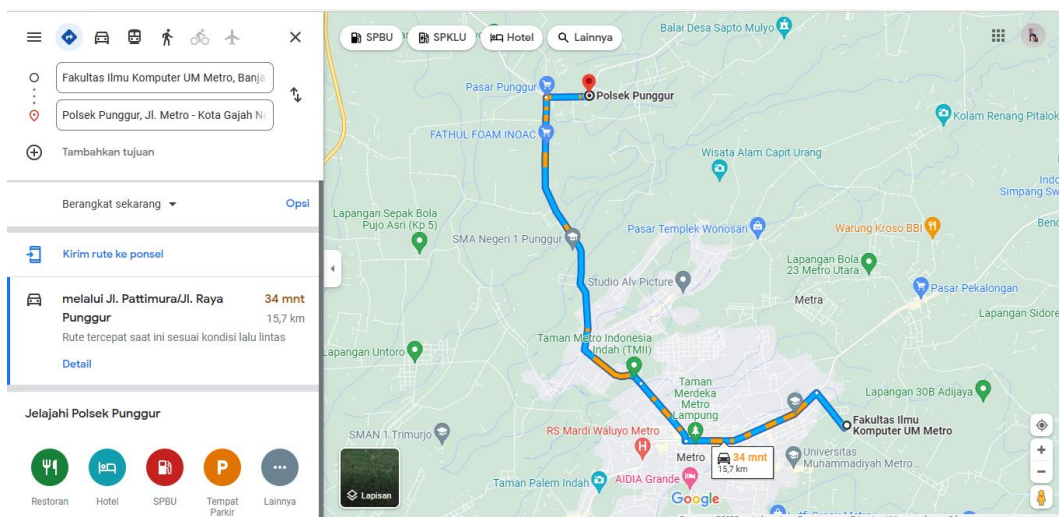 Fakultas Ilmu Komputer UM Metro, Banja
Polsek Punggur, Jl. Metro - Kota Gajah N
Tambahkan tujuan
Berangkat sekarang
Opsi
Kirim rute ke ponsel
melalui Jl. Pattimura/Jl. Raya
Punggur
34 mnt
15,7 km
Rute tercepat saat ini sesuai kondisi lalu lintas
Detail
Jelajahi Polsek Punggur
Restoran
Hotel
SPBU
Tempat
Parkir
Lainnya
SPBU
SPKLU
Hotel
Lainnya
Balai Desa Sapto Mulyo
Pasar Punggur
Polsek Punggur
Kolam Renang Pitalok
FATHUL FOAM INOAC
Wisata Alam Capit Urang
Indo
Simpang Sw
Lapangan Sepak Bola
Pujo Asri (Kp 5)
SMA Negeri 1 Punggur
Pasar Templek Wonosari
Warung Kroso BBI
Lapangan Bola
23 Metro Utara
Studio Alv Picture
Metra
Pasar Pekalongan
Lapangan Sidore
Taman Metro Indonesia
Indah (TMII)
Lapangan Untoro
Taman
Merdeka
Metro
Lampung
Lapangan 30B Adijaya
Fakultas Ilmu
Komputer UM Metro
SMAN 1 Trimurjo
RS Mardi Waluyo Metro
H
Metro
34 mnt
15,7 km
Universitas
Muhammadiyah Metro...
Taman Palem Indah
AIDIA Grande
Google
Lapisan